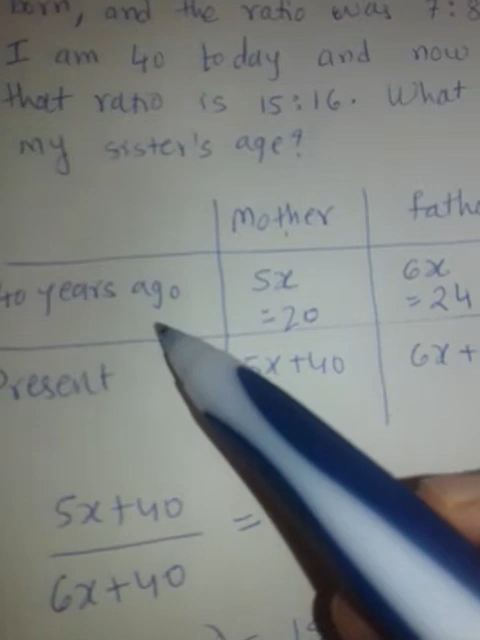 born, and the ratio was 7:8
I am 40 today and now
that ratio is 15:16. What
my sister's age?
mother
40 years ago 5x 6x
=20 =24
Present 5x+40 6x+
5x+40 =
6x+40